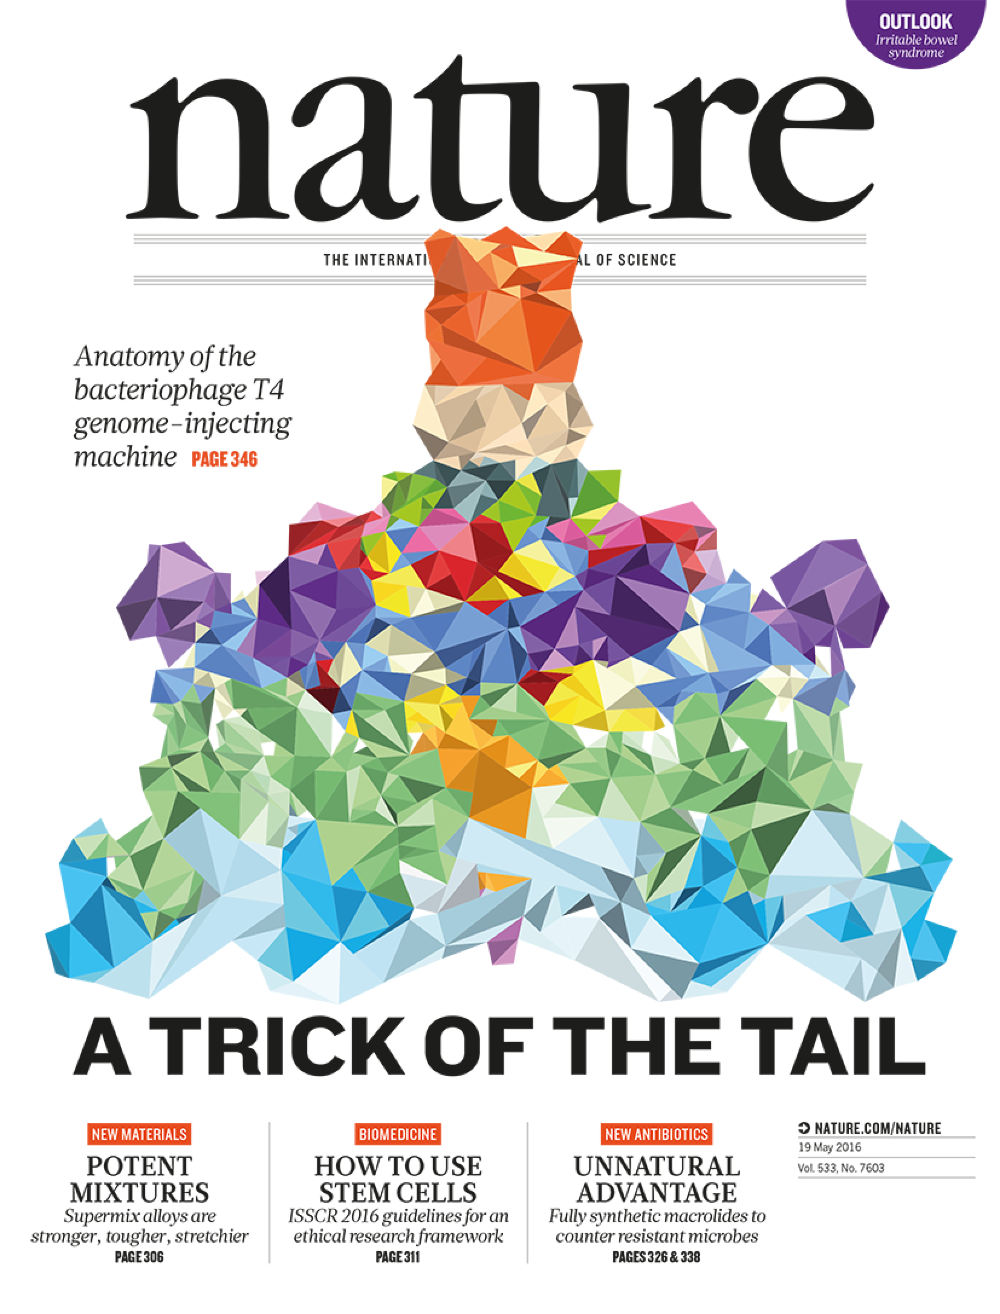 OUTLOOK
Irritable bowel
syndrome
nature
THE INTERNATI AL OF SCIENCE
Anatomy of the
bacteriophage T4
genome-injecting
machine PAGE 346
A TRICK OF THE TAIL
NEW MATERIALS
POTENT
MIXTURES
Supermix alloys are
stronger, tougher, stretchier
PAGE 306
BIOMEDICINE
HOW TO USE
STEM CELLS
ISSCR 2016 guidelines for an
ethical research framework
PAGE 311
NEW ANTIBIOTICS
UNNATURAL
ADVANTAGE
Fully synthetic macrolides to
counter resistant microbes
PAGES 326 & 338
NATURE.COM/NATURE
19 May 2016
Vol. 533, No. 7603